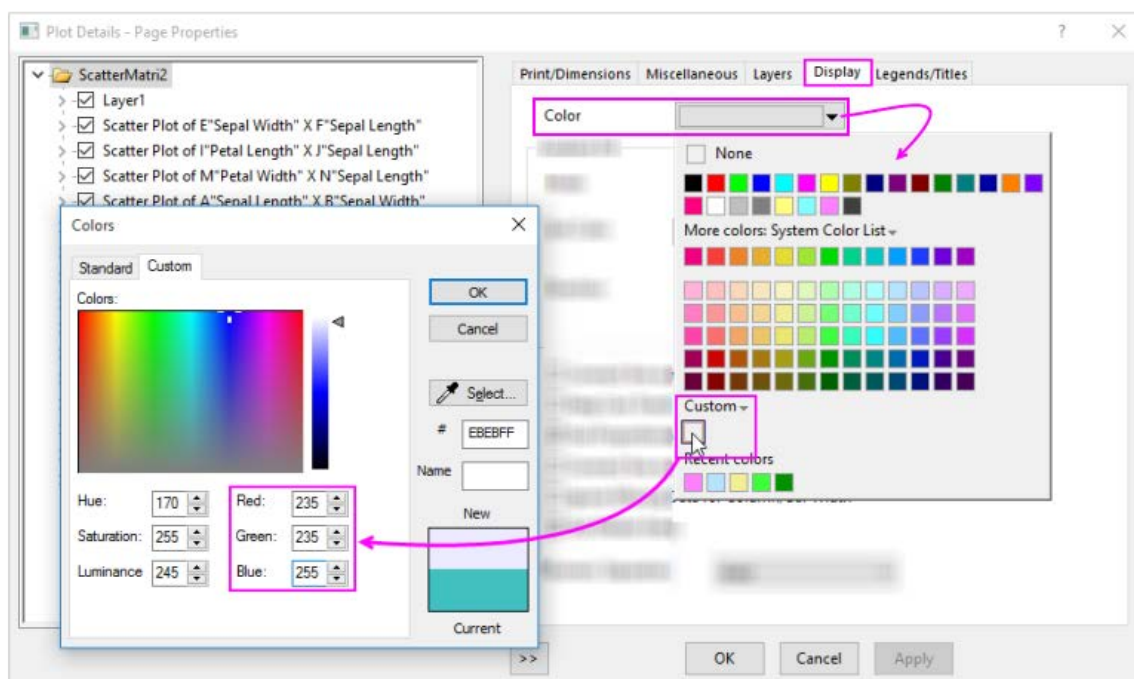 Plot Details - Page Properties
?
ScatterMatri2
Layer1
Scatter Plot of E"Sepal Width" X F"Sepal Length"
Scatter Plot of I"Petal Length" X J"Sepal Length"
Scatter Plot of M"Petal Width" X N"Sepal Length"
Scatter Plot of A"Sepal Length" X B"Sepal Width"
Print/Dimensions Miscellaneous Layers Display Legends/Titles
Color
None
More colors: System Color List
Custom
Recent colors
Colors
Standard Custom
Colors:
OK
Cancel
Select...
# EBEBFF
Name
Hue: 170 Red: 235
Saturation: 255 Green: 235
Luminance 245 Blue: 255
New
Current
>> OK Cancel Apply